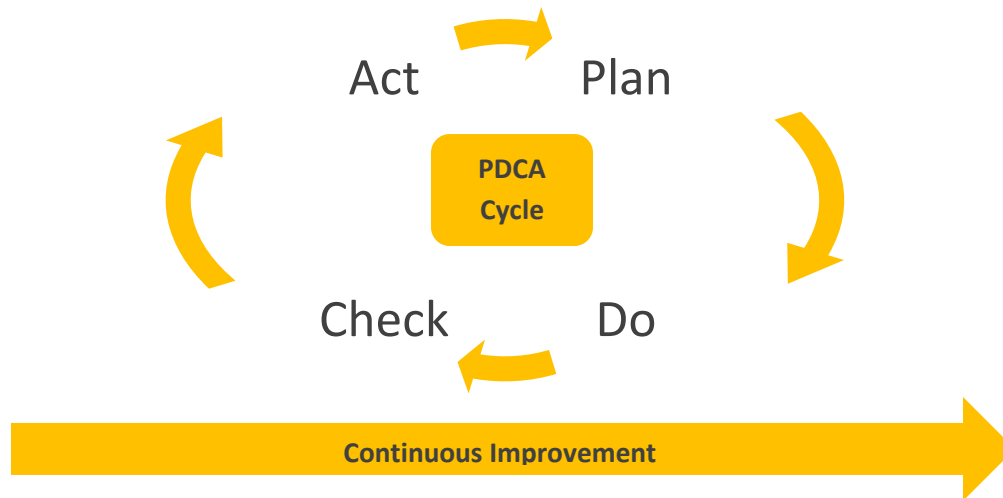 Act
Plan
PDCA
Cycle
Check
Do
Continuous Improvement